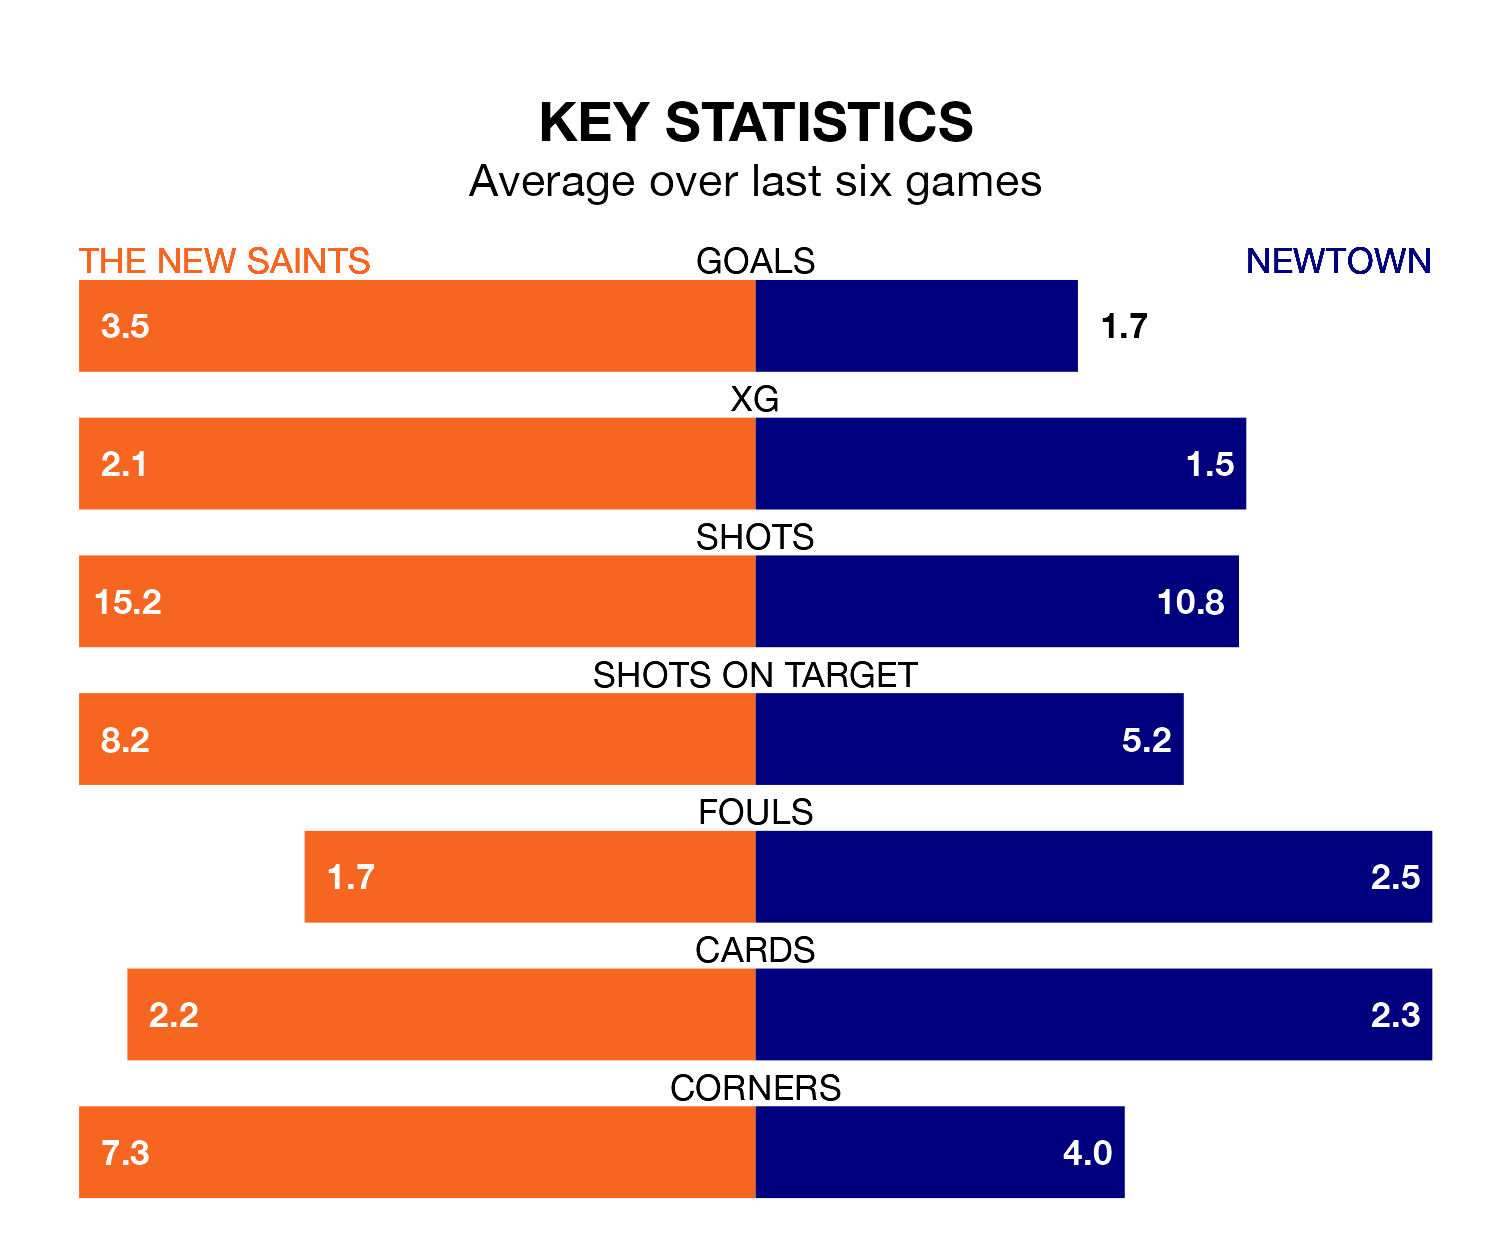 KEY STATISTICS
Average over last six games
THE NEW SAINTS GOALS NEWTOWN
3.5 1.7
XG
2.1 1.5
SHOTS
15.2 10.8
SHOTS ON TARGET
8.2 5.2
FOULS
1.7 2.5
CARDS
2.2 2.3
CORNERS
7.3 4.0